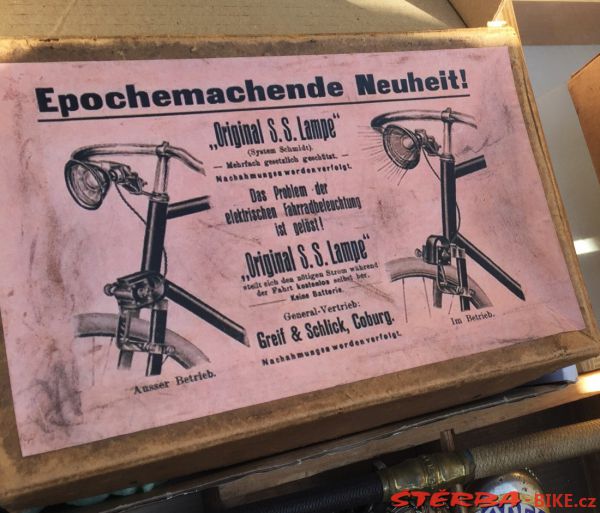 Epochemachende Neuheit!
„Original S.S. Lampe"
(System Schmidt).
— Mehrfach gesetzlich geschützt. —
Nachahmungen werden verfolgt.
Das Problem der
elektrischen Fahrradbeleuchtung
ist gelöst!
„Original S.S. Lampe"
stellt sich den nötigen Strom während
der Fahrt kostenlos selbst her.
— Keine Batterie. —
General-Vertrieb:
Greif & Schlick, Coburg.
Nachahmungen werden verfolgt.
Ausser Betrieb.
Im Betrieb.
STERBA-BIKE.cz